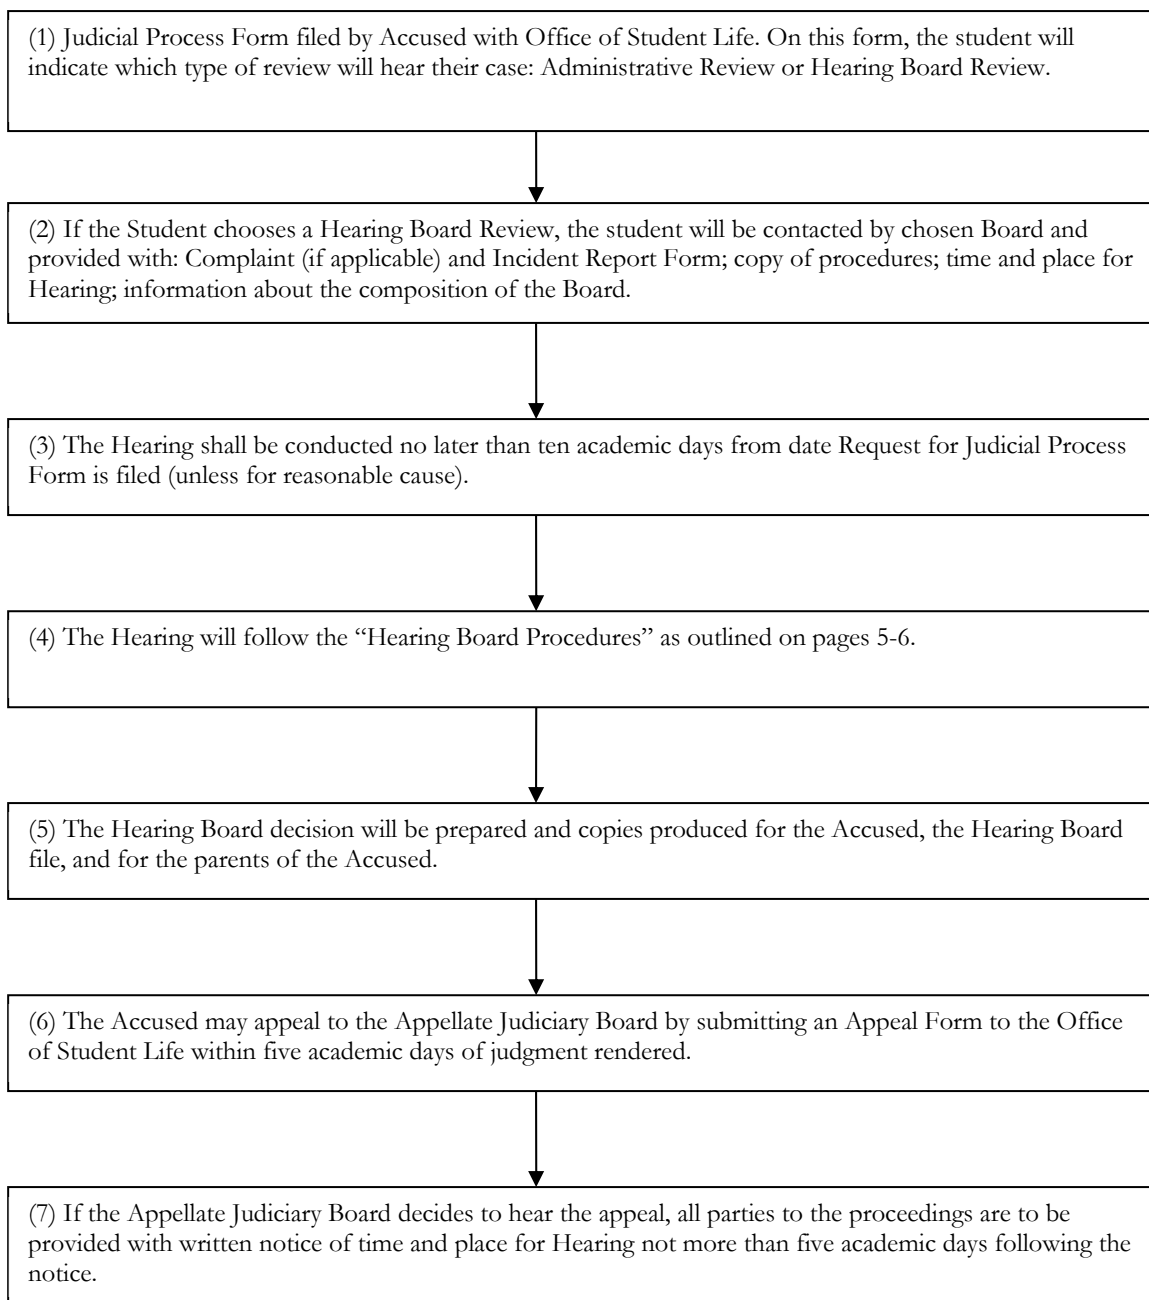 (1) Judicial Process Form filed by Accused with Office of Student Life. On this form, the student will
indicate which type of review will hear their case: Administrative Review or Hearing Board Review.
(2) If the Student chooses a Hearing Board Review, the student will be contacted by chosen Board and
provided with: Complaint (if applicable) and Incident Report Form; copy of procedures; time and place for
Hearing; information about the composition of the Board.
(3) The Hearing shall be conducted no later than ten academic days from date Request for Judicial Process
Form is filed (unless for reasonable cause).
(4) The Hearing will follow the “Hearing Board Procedures” as outlined on pages 5-6.
(5) The Hearing Board decision will be prepared and copies produced for the Accused, the Hearing Board
file, and for the parents of the Accused.
(6) The Accused may appeal to the Appellate Judiciary Board by submitting an Appeal Form to the Office
of Student Life within five academic days of judgment rendered.
(7) If the Appellate Judiciary Board decides to hear the appeal, all parties to the proceedings are to be
provided with written notice of time and place for Hearing not more than five academic days following the
notice.